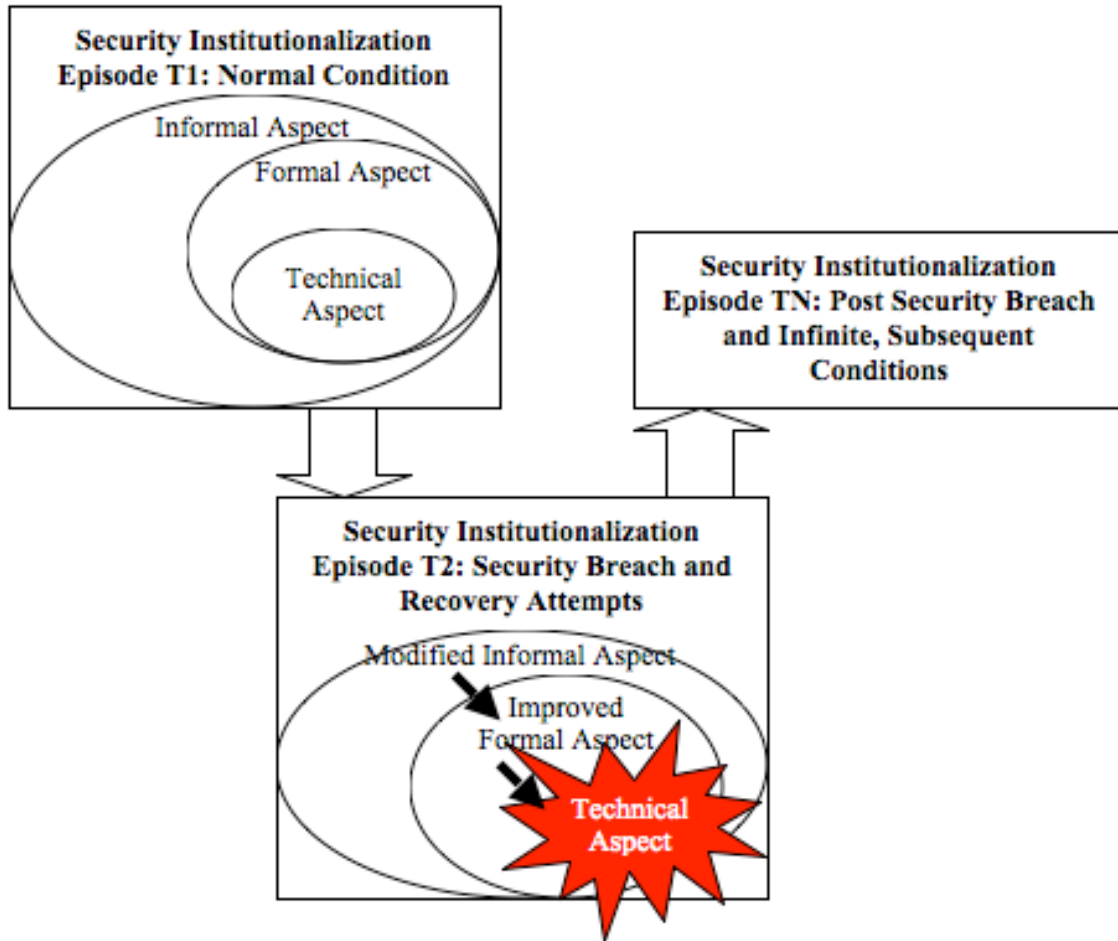 Security Institutionalization
Episode T1: Normal Condition
Informal Aspect
Formal Aspect
Technical
Aspect
Security Institutionalization
Episode TN: Post Security Breach
and Infinite, Subsequent
Conditions
Security Institutionalization
Episode T2: Security Breach and
Recovery Attempts
Modified Informal Aspect
Improved
Formal Aspect
Technical
Aspect